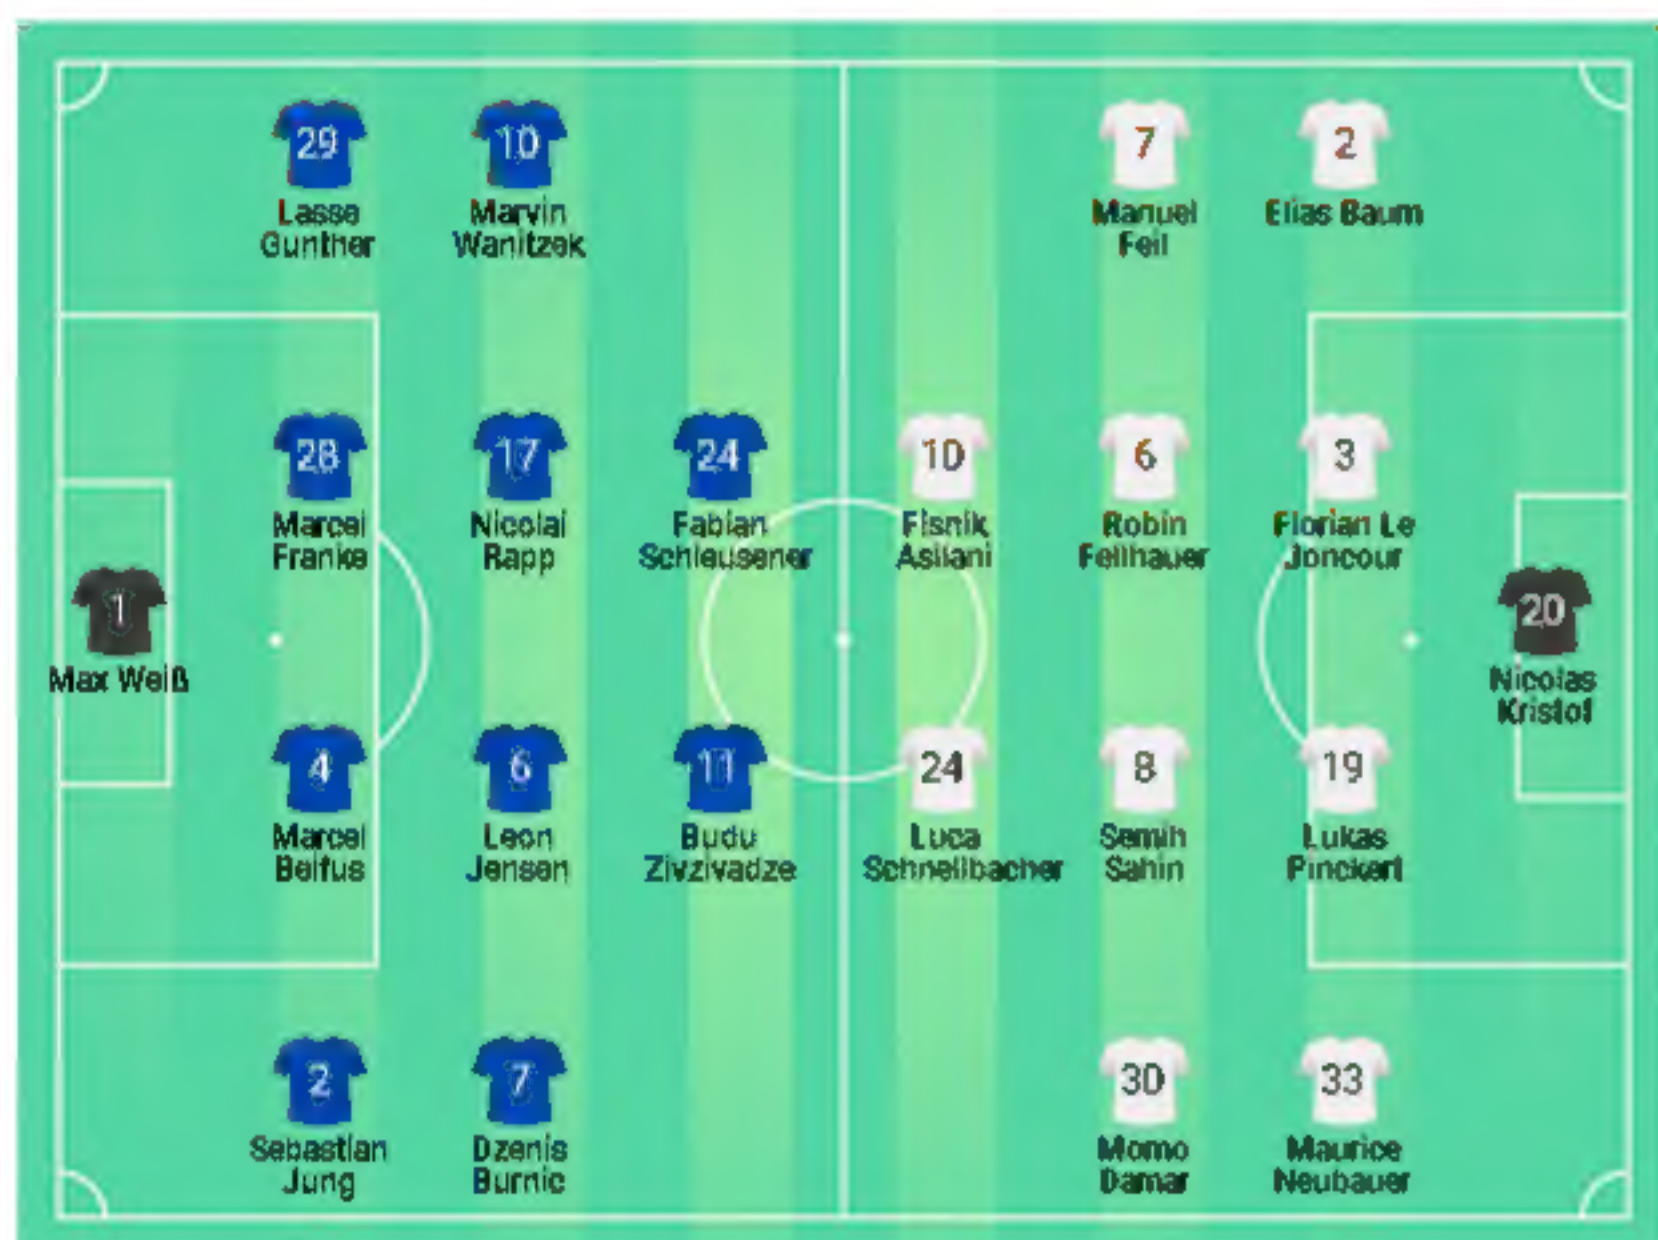 29
Lasse
Gunther
10
Marvin
Wanitzek
7
Manuel
Feil
2
Elias Baum
28
Marcel
Franke
17
Nicolai
Rapp
24
Fabian
Schleusener
10
Fisnik
Asllani
6
Robin
Fellhauer
3
Florian Le
Joncour
1
Max Weiß
20
Nicolas
Kristof
4
Marcel
Beifus
6
Leon
Jensen
11
Budu
Zivzivadze
24
Luca
Schnellbacher
8
Semih
Sahin
19
Lukas
Pinckert
2
Sebastian
Jung
7
Dzenis
Burnic
30
Momo
Damar
33
Maurice
Neubauer